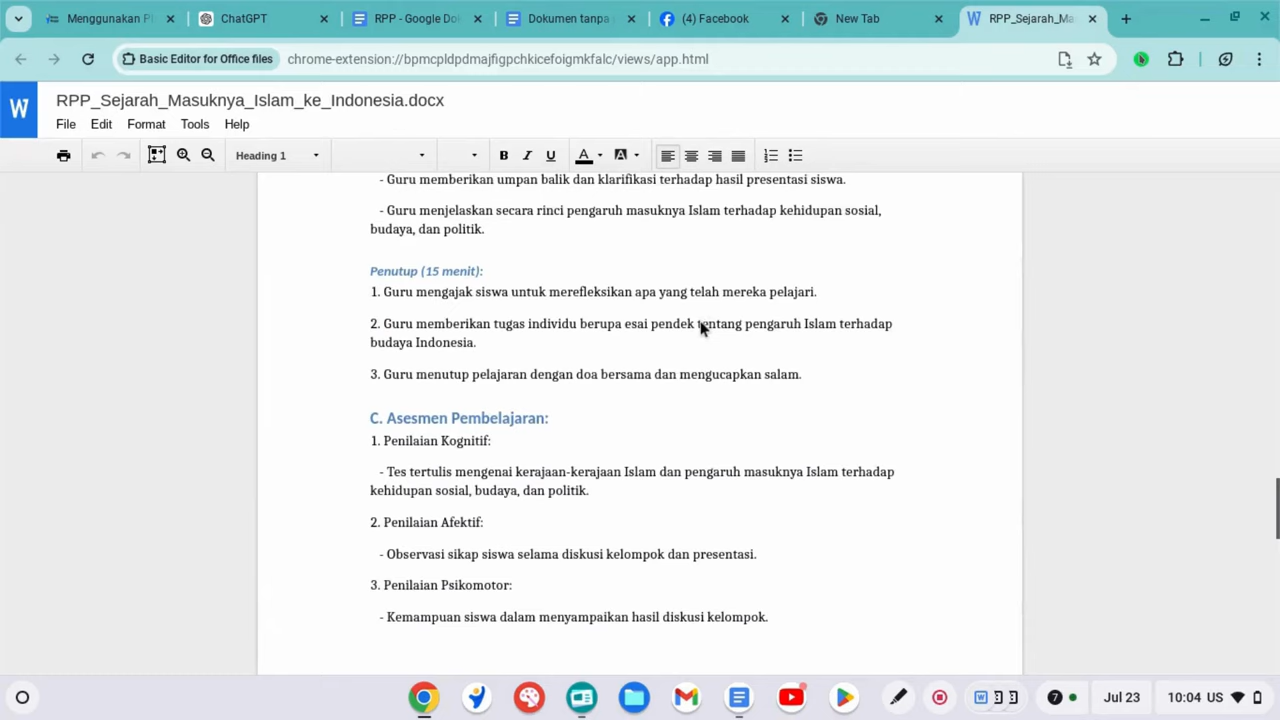 Menggunakan P
ChatGPT
RPP - Google Do
Dokumen tanpa
(4) Facebook
New Tab
RPP_Sejarah_Ma
Basic Editor for Office files
chrome-extension://bpmcpldpdmajfigpchkicefoigmkfalc/views/app.html
W
RPP_Sejarah_Masuknya_Islam_ke_Indonesia.docx
File Edit Format Tools Help
Heading 1
B I U A A
- Guru memberikan umpan balik dan klarifikasi terhadap hasil presentasi siswa.
- Guru menjelaskan secara rinci pengaruh masuknya Islam terhadap kehidupan sosial,
budaya, dan politik.
Penutup (15 menit):
1. Guru mengajak siswa untuk merefleksikan apa yang telah mereka pelajari.
2. Guru memberikan tugas individu berupa esai pendek tentang pengaruh Islam terhadap
budaya Indonesia.
3. Guru menutup pelajaran dengan doa bersama dan mengucapkan salam.
C. Asesmen Pembelajaran:
1. Penilaian Kognitif:
- Tes tertulis mengenai kerajaan-kerajaan Islam dan pengaruh masuknya Islam terhadap
kehidupan sosial, budaya, dan politik.
2. Penilaian Afektif:
- Observasi sikap siswa selama diskusi kelompok dan presentasi.
3. Penilaian Psikomotor:
- Kemampuan siswa dalam menyampaikan hasil diskusi kelompok.
7
Jul 23
10:04 US